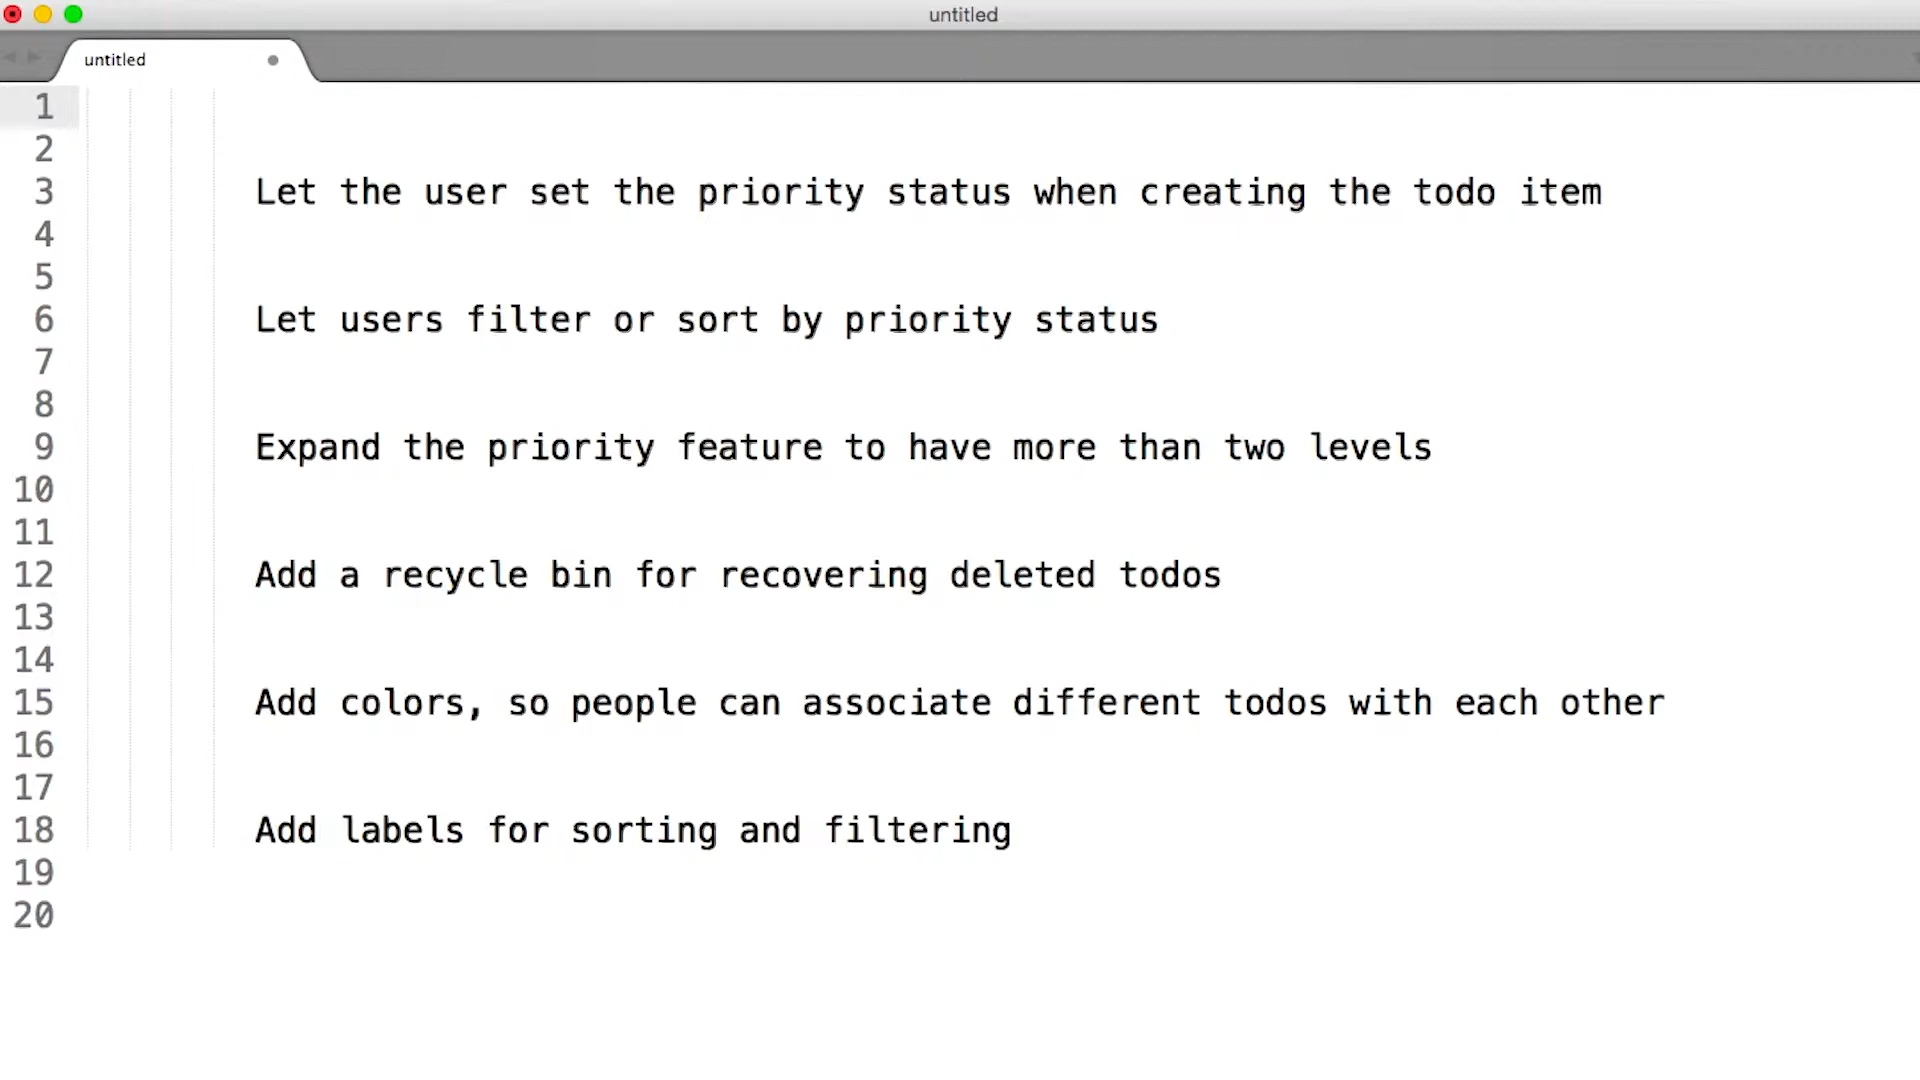 untitled
untitled
1
2
3 Let the user set the priority status when creating the todo item
4
5
6 Let users filter or sort by priority status
7
8
9 Expand the priority feature to have more than two levels
10
11
12 Add a recycle bin for recovering deleted todos
13
14
15 Add colors, so people can associate different todos with each other
16
17
18 Add labels for sorting and filtering
19
20